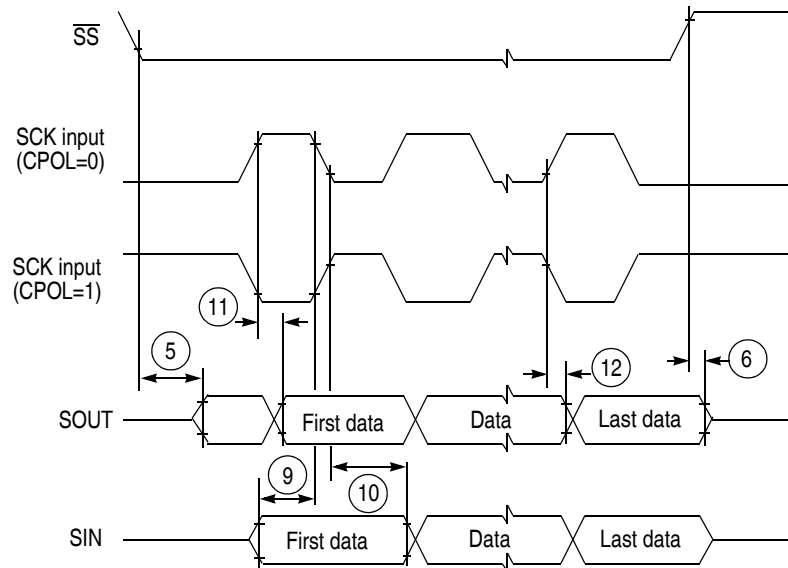 SS
SCK input
(CPOL=0)
SCK input
(CPOL=1)
11
5
12
6
SOUT
First data
Data
Last data
9
10
SIN
First data
Data
Last data